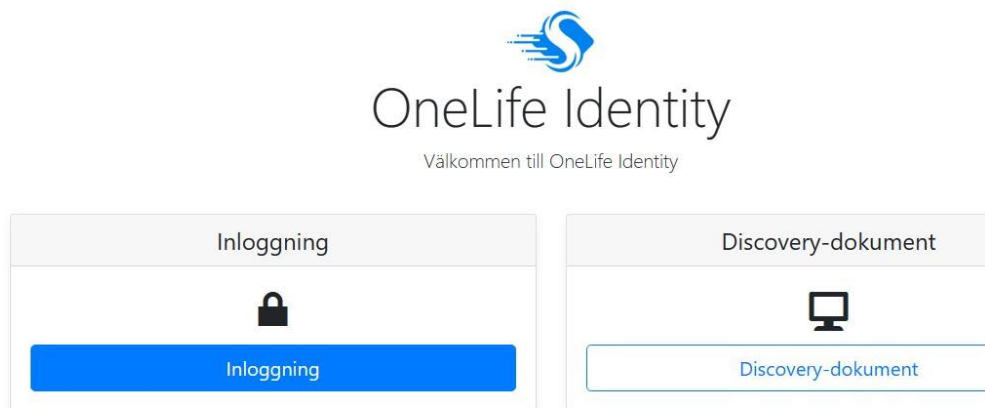 OneLife Identity
Välkommen till OneLife Identity
Inloggning
Discovery-dokument
Inloggning
Discovery-dokument